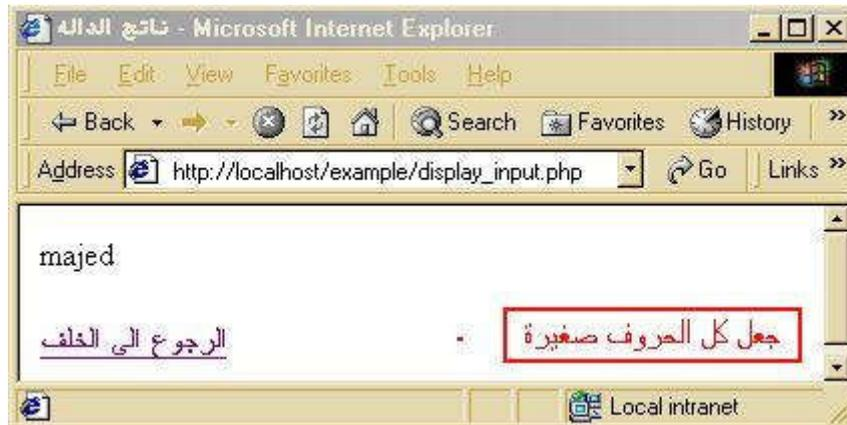 ناتج الدالة - Microsoft Internet Explorer
File Edit View Favorites Tools Help
Back Search Favorites History »
Address http://localhost/example/display_input.php Go Links »
majed
جعل كل الحروف صغيرة -
الرجوع الى الخلف
Local intranet